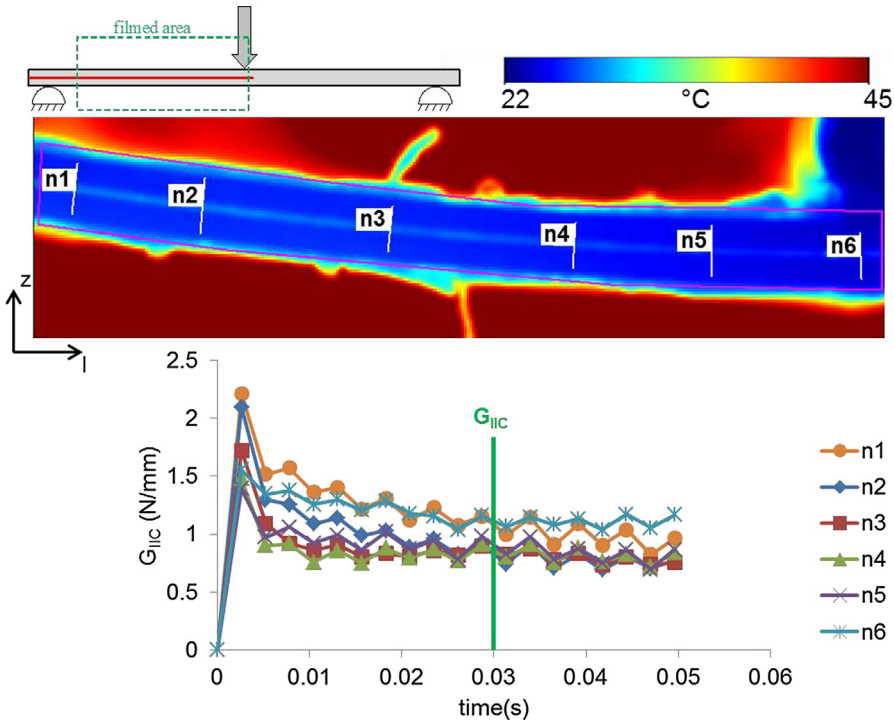 filmed area
22 °C 45
n1
n2
n3
n4
n5
n6
z
l
2.5
2
1.5
1
0.5
0
G_IIC (N/mm)
G_IIC
0 0.01 0.02 0.03 0.04 0.05 0.06
time(s)
n1
n2
n3
n4
n5
n6